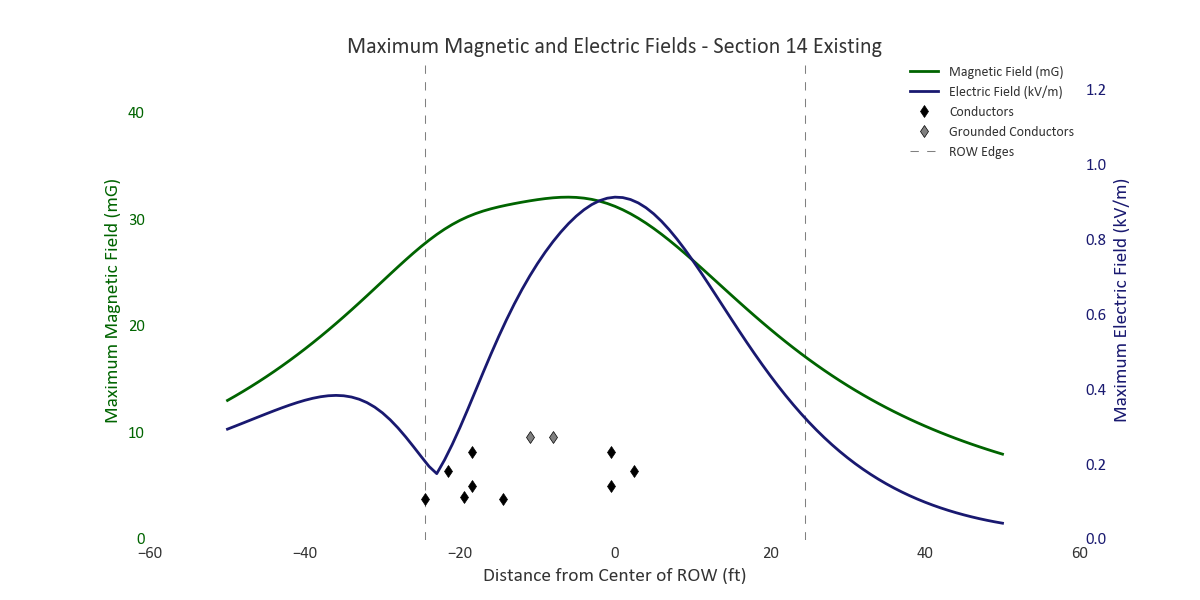 Maximum Magnetic and Electric Fields - Section 14 Existing
Magnetic Field (mG)
Electric Field (kV/m)
Conductors
Grounded Conductors
ROW Edges
Maximum Magnetic Field (mG)
40
30
20
10
0
Maximum Electric Field (kV/m)
1.2
1.0
0.8
0.6
0.4
0.2
0.0
−60 −40 −20 0 20 40 60
Distance from Center of ROW (ft)